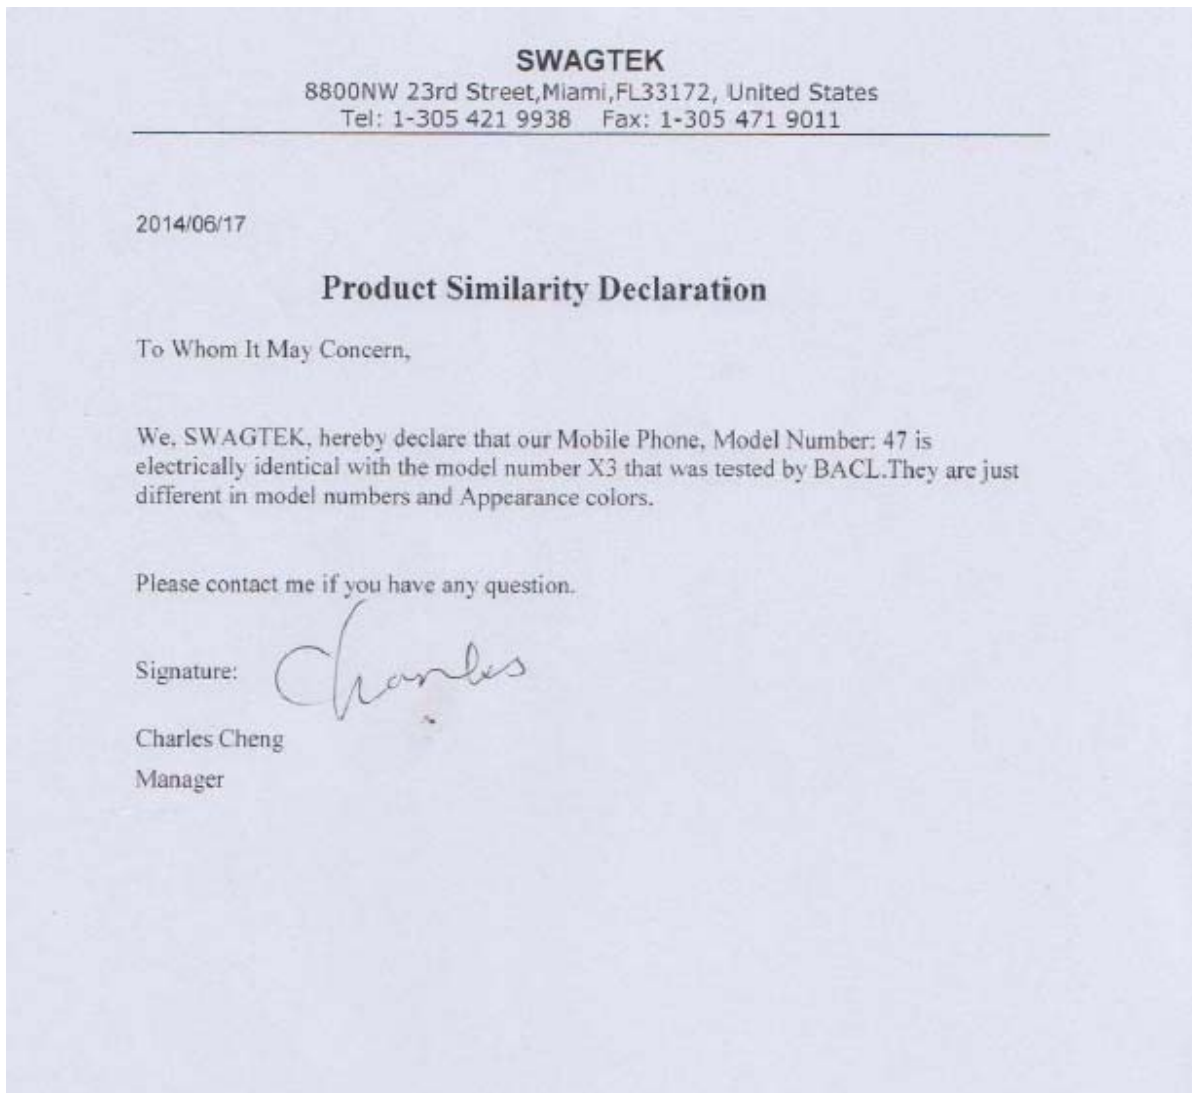 SWAGTEK
8800NW 23rd Street,Miami,FL33172, United States
Tel: 1-305 421 9938 Fax: 1-305 471 9011
2014/06/17
Product Similarity Declaration
To Whom It May Concern,
We, SWAGTEK, hereby declare that our Mobile Phone, Model Number: 47 is
electrically identical with the model number X3 that was tested by BACL.They are just
different in model numbers and Appearance colors.
Please contact me if you have any question.
Signature: Charles
Charles Cheng
Manager